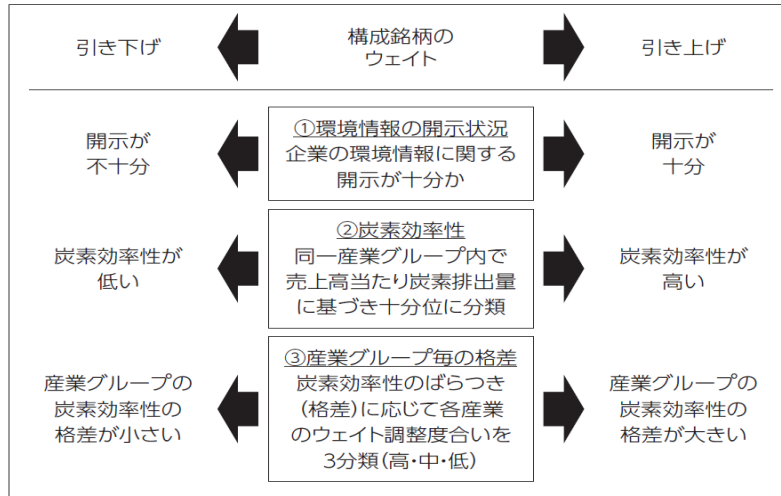 引き下げ
構成銘柄の
ウェイト
引き上げ
開示が
不十分
①環境情報の開示状況
企業の環境情報に関する
開示が十分か
開示が
十分
炭素効率性が
低い
②炭素効率性
同一産業グループ内で
売上高当たり炭素排出量
に基づき十分位に分類
炭素効率性が
高い
産業グループの
炭素効率性の
格差が小さい
③産業グループ毎の格差
炭素効率性のばらつき
(格差)に応じて各産業
のウェイト調整度合いを
3分類(高・中・低)
産業グループの
炭素効率性の
格差が大きい